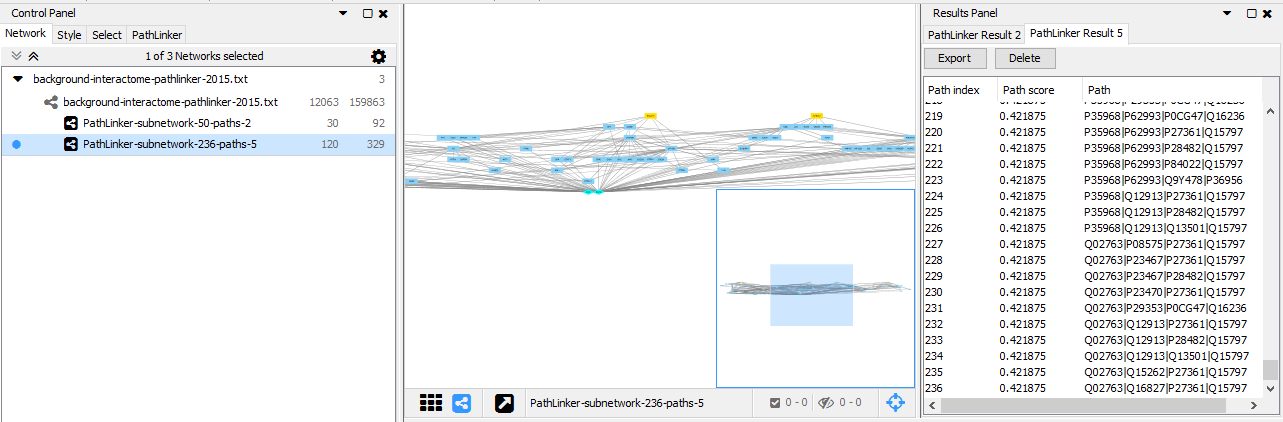 Control Panel
Network Style Select PathLinker
1 of 3 Networks selected
background-interactome-pathlinker-2015.txt 3
background-interactome-pathlinker-2015.txt 12063 159863
PathLinker-subnetwork-50-paths-2 30 92
PathLinker-subnetwork-236-paths-5 120 329
PathLinker-subnetwork-236-paths-5 0 - 0 0 - 0
Results Panel
PathLinker Result 2 PathLinker Result 5
Export Delete
Path index Path score Path
219 0.421875 P35968|P62993|P0CG47|Q16236
220 0.421875 P35968|P62993|P27361|Q15797
221 0.421875 P35968|P62993|P28482|Q15797
222 0.421875 P35968|P62993|P84022|Q15797
223 0.421875 P35968|P62993|Q9Y478|P36956
224 0.421875 P35968|Q12913|P27361|Q15797
225 0.421875 P35968|Q12913|P28482|Q15797
226 0.421875 P35968|Q12913|Q13501|Q15797
227 0.421875 Q02763|P08575|P27361|Q15797
228 0.421875 Q02763|P23467|P27361|Q15797
229 0.421875 Q02763|P23467|P28482|Q15797
230 0.421875 Q02763|P23470|P27361|Q15797
231 0.421875 Q02763|P29353|P0CG47|Q16236
232 0.421875 Q02763|Q12913|P27361|Q15797
233 0.421875 Q02763|Q12913|P28482|Q15797
234 0.421875 Q02763|Q12913|Q13501|Q15797
235 0.421875 Q02763|Q15262|P27361|Q15797
236 0.421875 Q02763|Q16827|P27361|Q15797